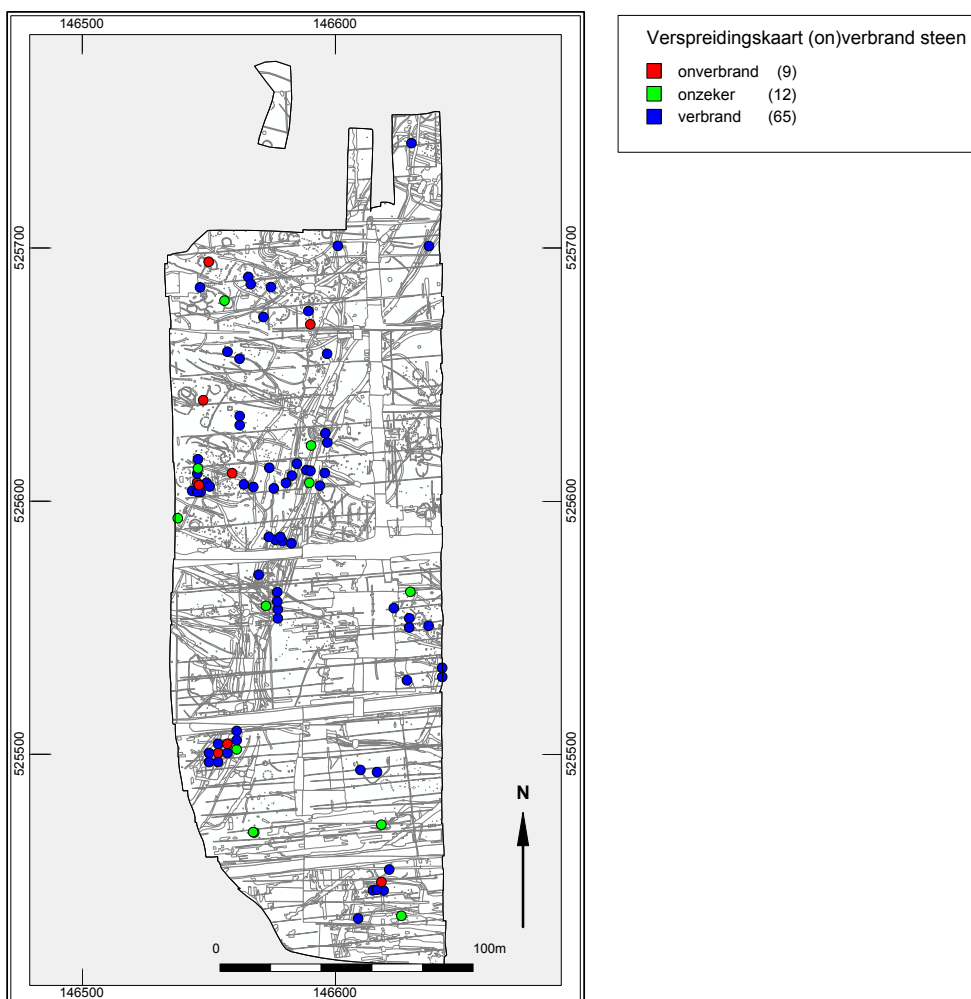 146500 146600
Verspreidingskaart (on)verbrand steen
onverbrand (9)
onzeker (12)
verbrand (65)
525700 525700
525600 525600
525500 525500
N
0 100m
146500 146600